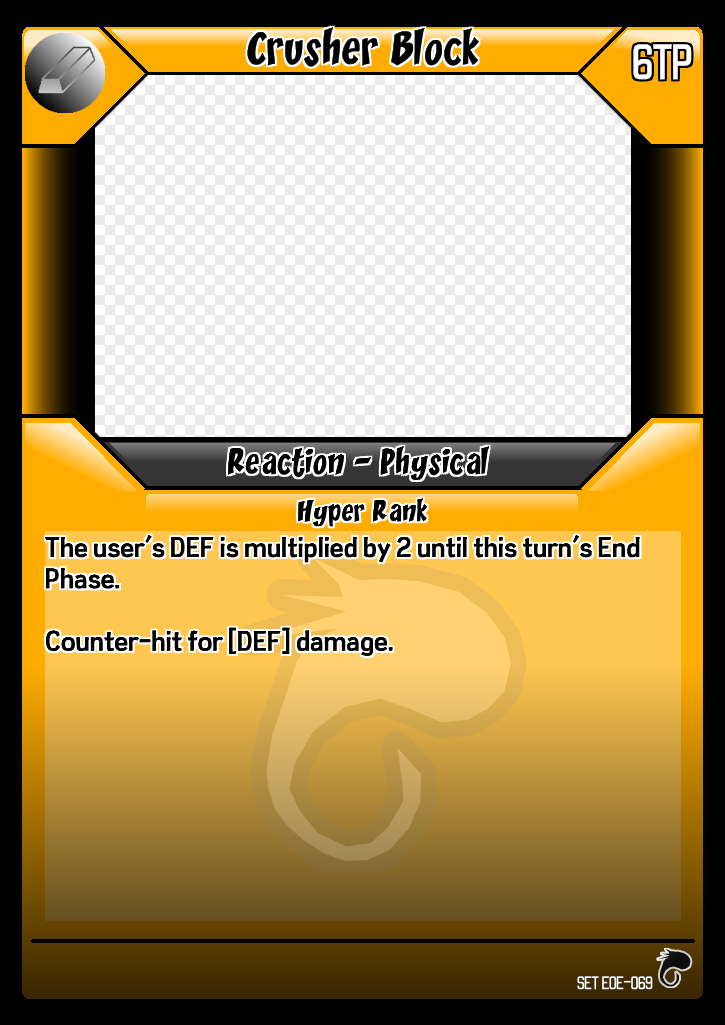 Crusher Block
6TP
Reaction - Physical
Hyper Rank
The user's DEF is multiplied by 2 until this turn's End
Phase.
Counter-hit for [DEF] damage.
SET EOE-069